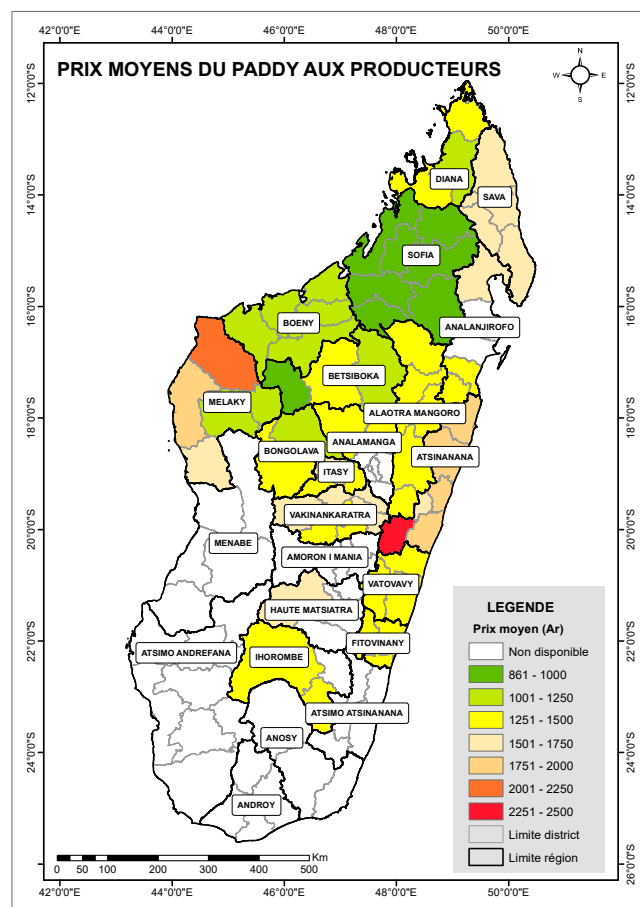 42°0'0"E 44°0'0"E 46°0'0"E 48°0'0"E 50°0'0"E
PRIX MOYENS DU PADDY AUX PRODUCTEURS
N
W E
S
12°0'0"S
12°0'0"S
14°0'0"S
14°0'0"S
16°0'0"S
16°0'0"S
18°0'0"S
18°0'0"S
20°0'0"S
20°0'0"S
22°0'0"S
22°0'0"S
24°0'0"S
24°0'0"S
26°0'0"S
DIANA
SAVA
SOFIA
BOENY
ANALANJIROFO
BETSIBOKA
MELAKY
ALAOTRA MANGORO
ANALAMANGA
ATSINANANA
BONGOLAVA
ITASY
VAKINANKARATRA
MENABE
AMORON I MANIA
VATOVAVY
HAUTE MATSIATRA
FITOVINANY
ATSIMO ANDREFANA
IHOROMBE
ATSIMO ATSINANANA
ANOSY
ANDROY
LEGENDE
Prix moyen (Ar)
Non disponible
861 - 1000
1001 - 1250
1251 - 1500
1501 - 1750
1751 - 2000
2001 - 2250
2251 - 2500
Limite district
Limite région
Km
0 50 100 200 300 400 500
42°0'0"E 44°0'0"E 46°0'0"E 48°0'0"E 50°0'0"E